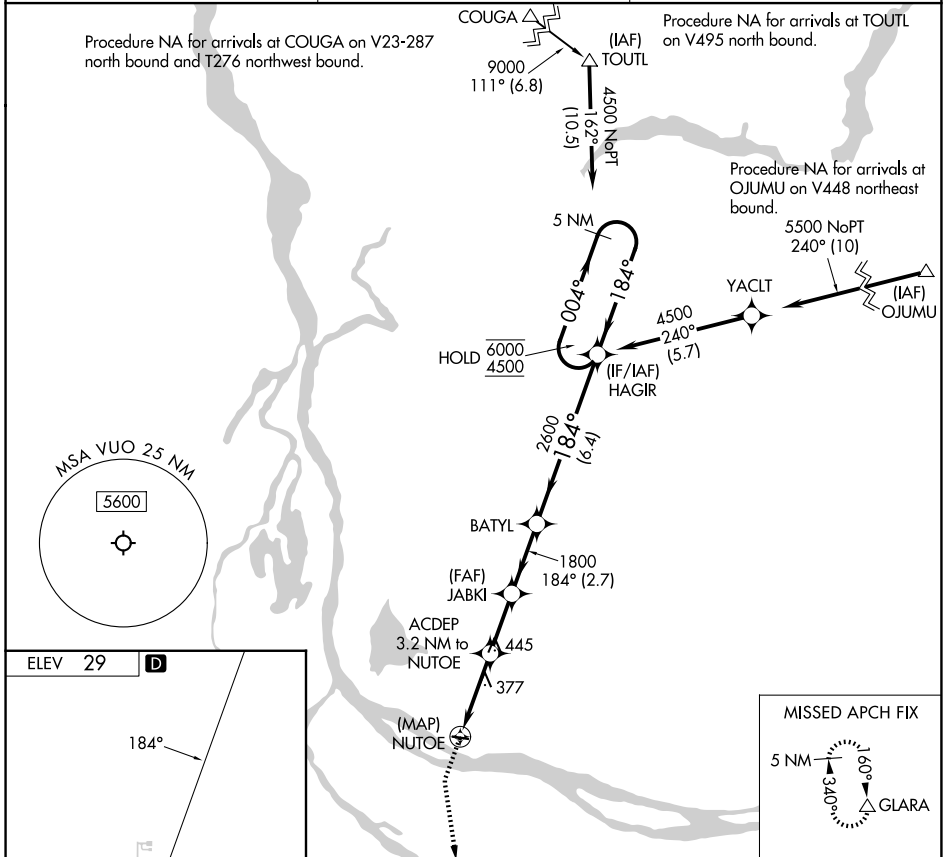 Procedure NA for arrivals at COUGA on V23-287
north bound and T276 northwest bound.
COUGA
(IAF)
TOUTL
9000
111° (6.8)
Procedure NA for arrivals at TOUTL
on V495 north bound.
4500 NoPT
162°
(10.5)
Procedure NA for arrivals at
OJUMU on V448 northeast
bound.
5500 NoPT
240° (10)
(IAF)
OJUMU
YACLT
4500
240°
(5.7)
5 NM
004°
184°
HOLD
6000
4500
(IF/IAF)
HAGIR
2600
184°
(6.4)
MSA VUO 25 NM
5600
BATYL
1800
184° (2.7)
(FAF)
JABKI
ACDEP
3.2 NM to
NUTOE
445
377
(MAP)
NUTOE
ELEV 29 D
184°
MISSED APCH FIX
5 NM
160°
340°
GLARA